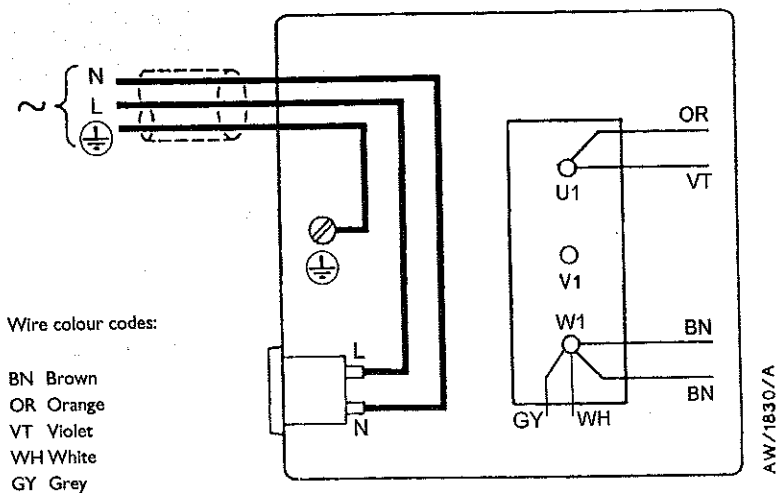 N
L
OR
VT
U1
V1
W1
BN
BN
GY
WH
L
N
Wire colour codes:
BN Brown
OR Orange
VT Violet
WH White
GY Grey
AW/1830/A